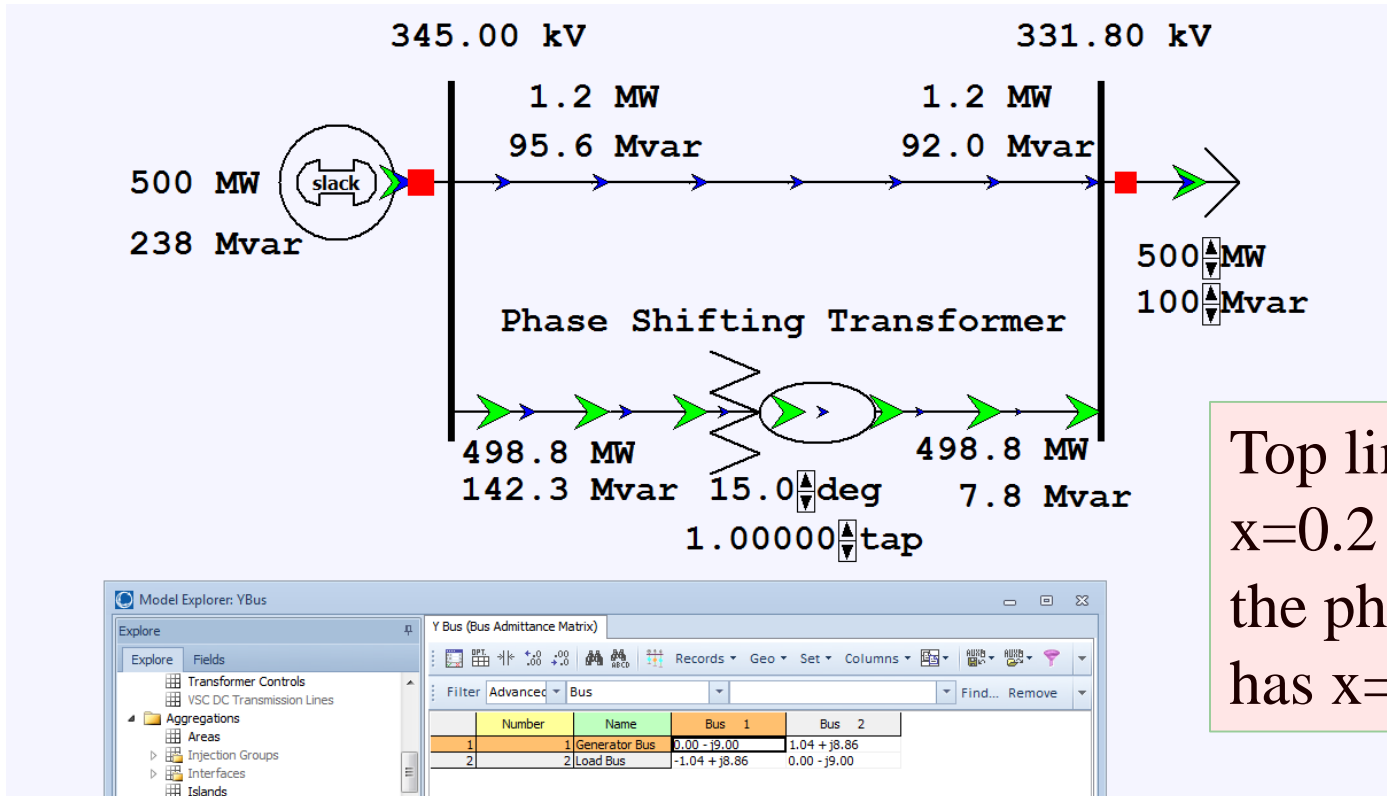 345.00 kV 331.80 kV
1.2 MW 1.2 MW
95.6 Mvar 92.0 Mvar
500 MW slack
238 Mvar
500 MW
100 Mvar
Phase Shifting Transformer
498.8 MW 498.8 MW
142.3 Mvar 15.0 deg 7.8 Mvar
1.00000 tap
Top lin
x=0.2
the ph
has x=
Model Explorer: YBus
Explore
Explore Fields
Transformer Controls
VSC DC Transmission Lines
Aggregations
Areas
Injection Groups
Interfaces
Islands
Y Bus (Bus Admittance Matrix)
Records Geo Set Columns
Filter Advanced Bus Find... Remove
Number Name Bus 1 Bus 2
1 1 Generator Bus 0.00 - j9.00 1.04 + j8.86
2 2 Load Bus -1.04 + j8.86 0.00 - j9.00